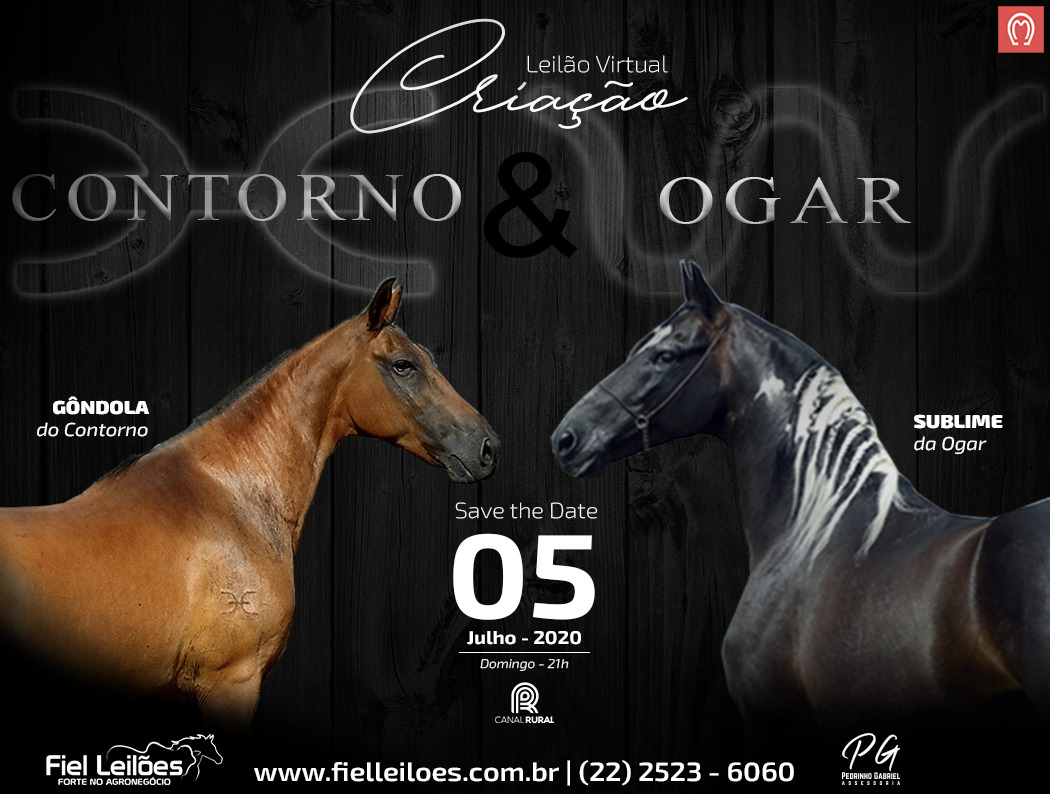 Leilão Virtual
Criação
CONTORNO & OGAR
GÔNDOLA
do Contorno
SUBLIME
da Ogar
Save the Date
05
Julho - 2020
Domingo - 21h
CANAL RURAL
Fiel Leilões
FORTE NO AGRONEGÓCIO
www.fielleiloes.com.br | (22) 2523 - 6060
PG
PEDRINHO GABRIEL
ASSESSORIA